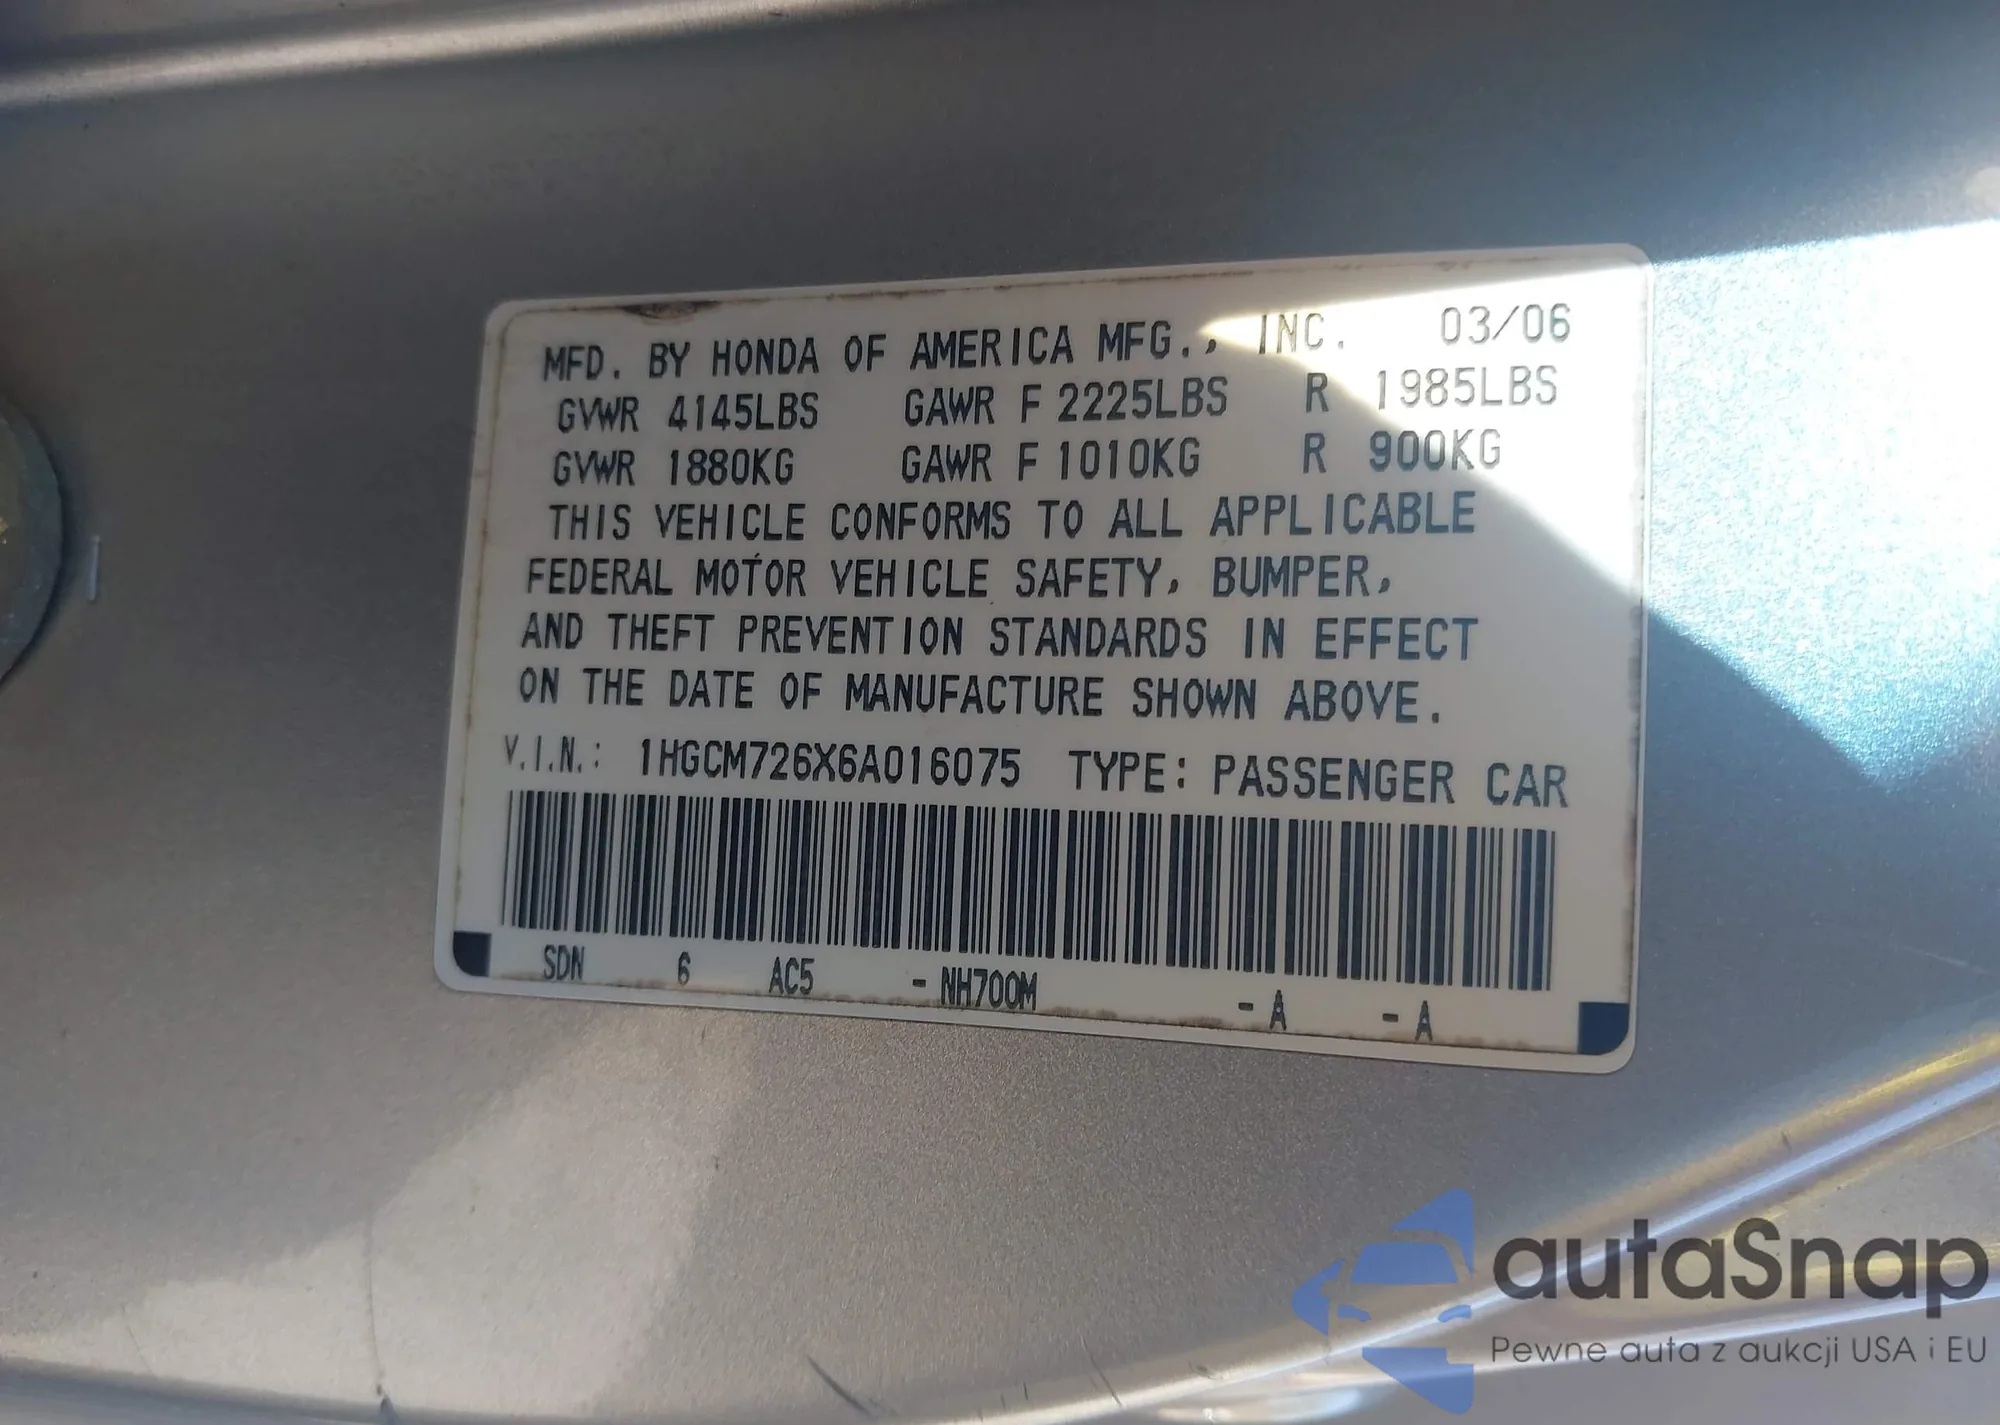 MFD. BY HONDA OF AMERICA MFG., INC. 03/06
GVWR 4145LBS GAWR F 2225LBS R 1985LBS
GVWR 1880KG GAWR F 1010KG R 900KG
THIS VEHICLE CONFORMS TO ALL APPLICABLE
FEDERAL MOTOR VEHICLE SAFETY, BUMPER,
AND THEFT PREVENTION STANDARDS IN EFFECT
ON THE DATE OF MANUFACTURE SHOWN ABOVE.
V.I.N.: 1HGCM726X6A016075 TYPE: PASSENGER CAR
SDN 6 AC5 - NH700M - A - A
autaSnap
Pewne auta z aukcji USA i EU